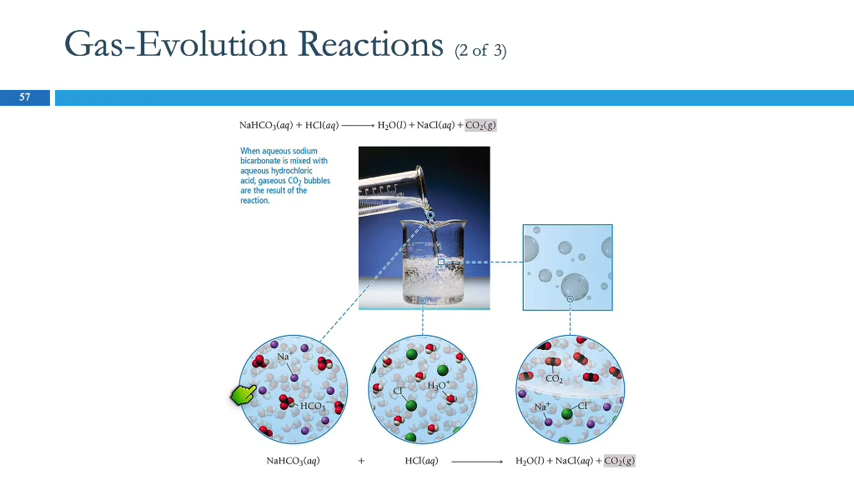 Gas-Evolution Reactions (2 of 3)
57
NaHCO₃(aq) + HCl(aq) ⟶ H₂O(l) + NaCl(aq) + CO₂(g)
When aqueous sodium
bicarbonate is mixed with
aqueous hydrochloric
acid, gaseous CO₂ bubbles
are the result of the
reaction.
Na⁺
HCO₃⁻
Cl⁻
H₃O⁺
CO₂
Na⁺
Cl⁻
NaHCO₃(aq) + HCl(aq) ⟶ H₂O(l) + NaCl(aq) + CO₂(g)